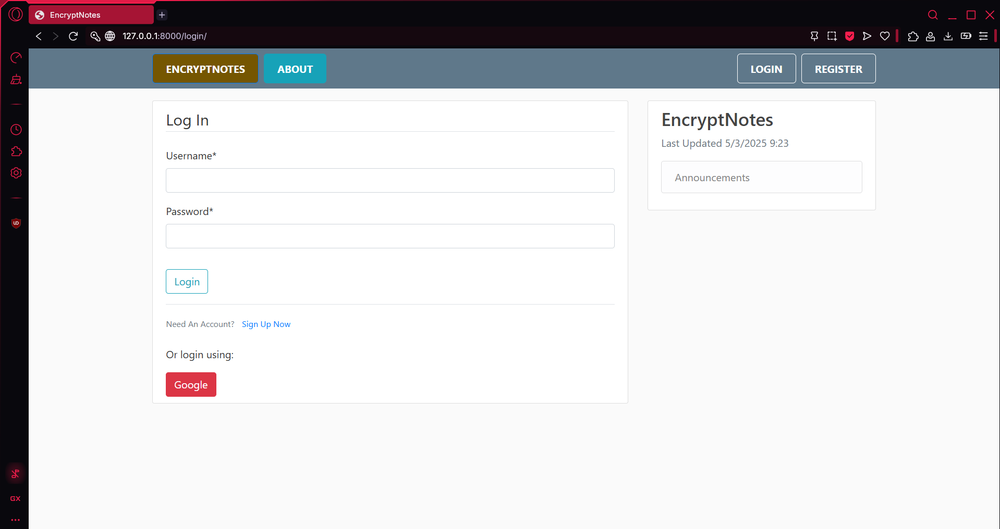 EncryptNotes
127.0.0.1:8000/login/
ENCRYPTNOTES ABOUT LOGIN REGISTER
Log In
Username*
Password*
Login
Need An Account? Sign Up Now
Or login using:
Google
EncryptNotes
Last Updated 5/3/2025 9:23
Announcements
GX